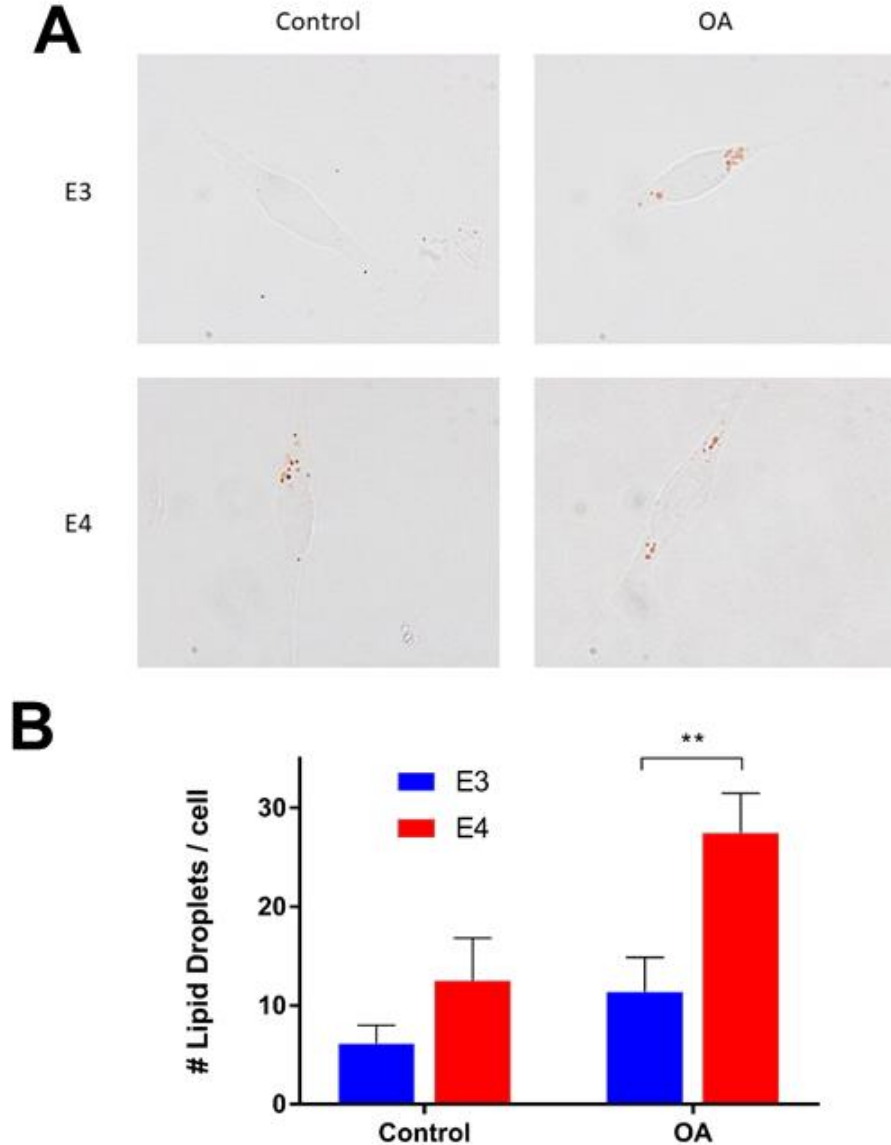 A
Control OA
E3
E4
B
**
E3
E4
# Lipid Droplets / cell
30
20
10
0
Control OA